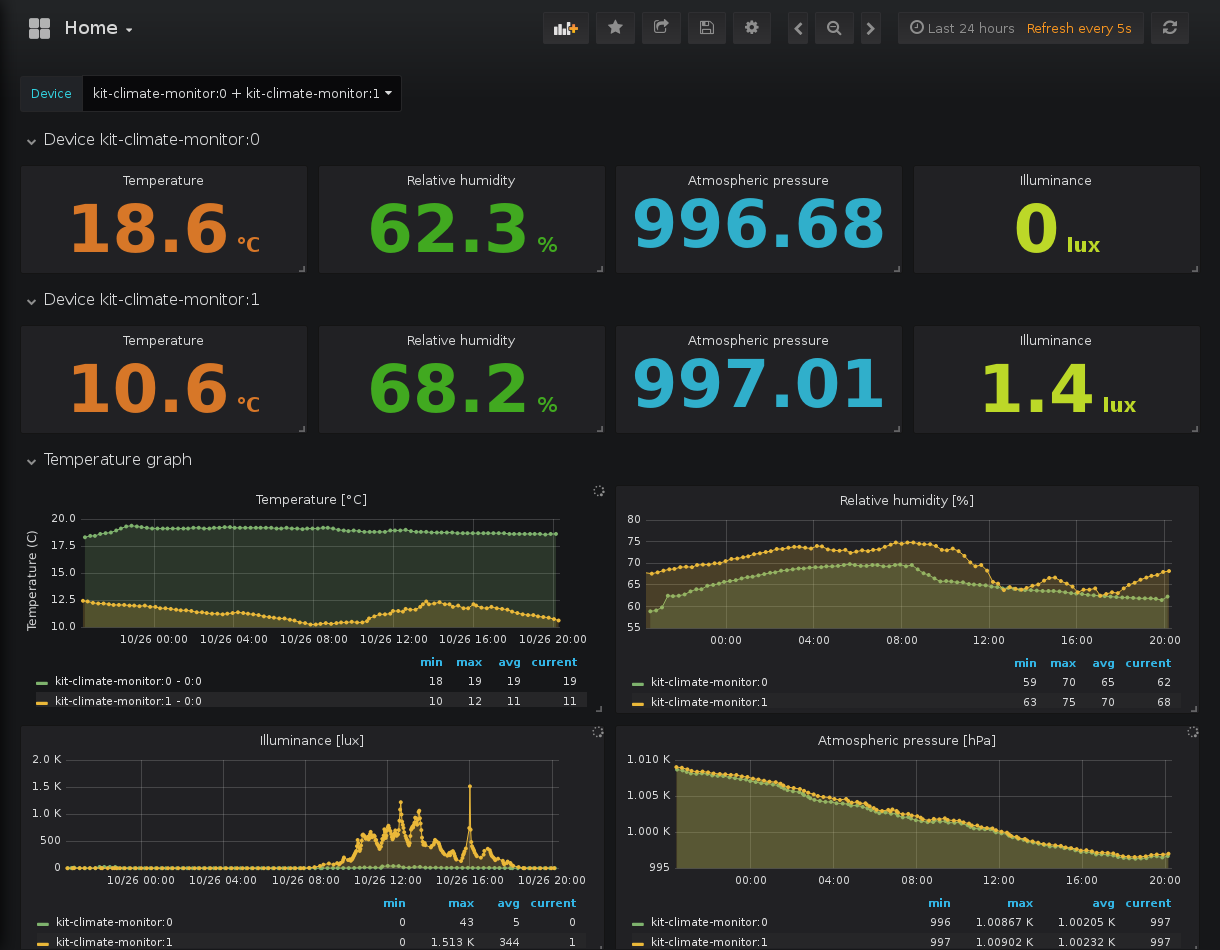 Home
Last 24 hours Refresh every 5s
Device kit-climate-monitor:0 + kit-climate-monitor:1
Device kit-climate-monitor:0
Temperature Relative humidity Atmospheric pressure Illuminance
18.6 °C 62.3 % 996.68 0 lux
Device kit-climate-monitor:1
Temperature Relative humidity Atmospheric pressure Illuminance
10.6 °C 68.2 % 997.01 1.4 lux
Temperature graph
Temperature [°C]
Temperature (C)
20.0
17.5
15.0
12.5
10.0
10/26 00:00 10/26 04:00 10/26 08:00 10/26 12:00 10/26 16:00 10/26 20:00
min max avg current
kit-climate-monitor:0 - 0:0 18 19 19 19
kit-climate-monitor:1 - 0:0 10 12 11 11
Relative humidity [%]
80
75
70
65
60
55
00:00 04:00 08:00 12:00 16:00 20:00
min max avg current
kit-climate-monitor:0 59 70 65 62
kit-climate-monitor:1 63 75 70 68
Illuminance [lux]
2.0 K
1.5 K
1.0 K
500
0
10/26 00:00 10/26 04:00 10/26 08:00 10/26 12:00 10/26 16:00 10/26 20:00
min max avg current
kit-climate-monitor:0 0 43 5 0
kit-climate-monitor:1 0 1.513 K 344 1
Atmospheric pressure [hPa]
1.010 K
1.005 K
1.000 K
995
00:00 04:00 08:00 12:00 16:00 20:00
min max avg current
kit-climate-monitor:0 996 1.00867 K 1.00205 K 997
kit-climate-monitor:1 997 1.00902 K 1.00232 K 997